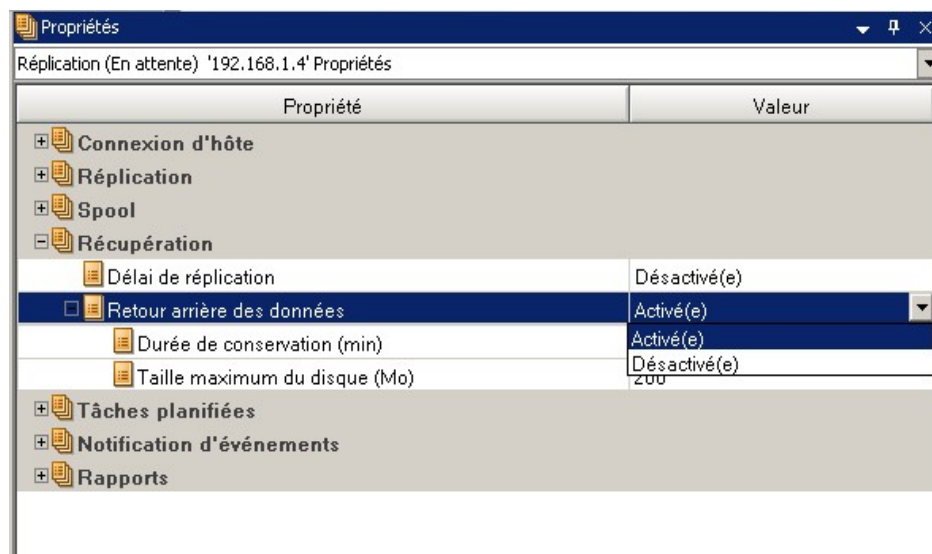 Propriétés
Réplication (En attente) '192.168.1.4' Propriétés
Propriété Valeur
Connexion d'hôte
Réplication
Spool
Récupération
Délai de réplication Désactivé(e)
Retour arrière des données Activé(e)
Durée de conservation (min) Activé(e)
Désactivé(e)
Taille maximum du disque (Mo) 200
Tâches planifiées
Notification d'événements
Rapports